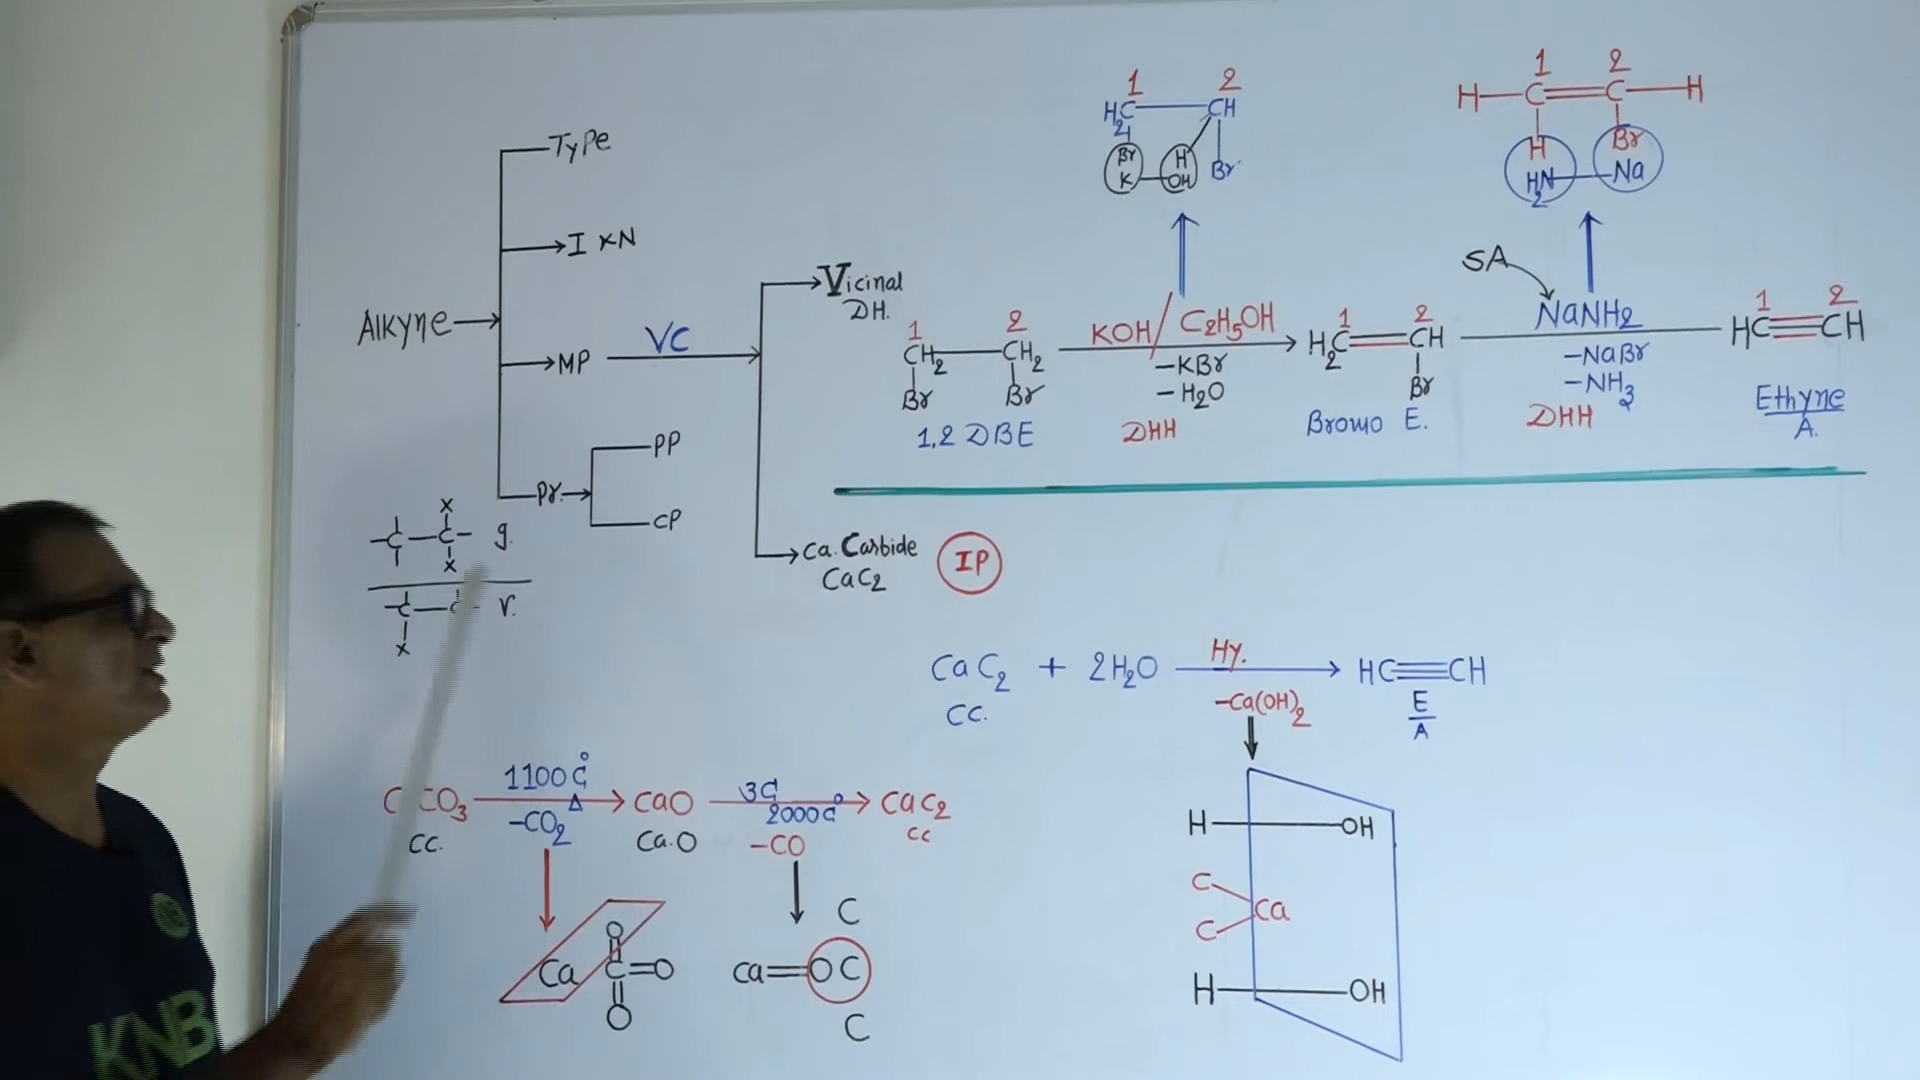 Alkyne
Type
I ×N
MP
Pr.
PP
CP
VC
Vicinal
DH.
Ca. Carbide
CaC2
IP
1 2
CH2 CH2
Br Br
1,2 DBE
KOH / C2H5OH
-KBr
-H2O
DHH
1 2
H2C CH
Br H Br
K OH
1 2
H2C CH
Br
Bromo E.
SA
NaNH2
-NaBr
-NH3
DHH
1 2
H C C H
H Br
H2N Na
1 2
HC≡CH
Ethyne
A.
X
-C-C- g.
X
-C- V.
X
CaC2 + 2H2O Hy. HC≡CH
CC. -Ca(OH)2 E
A
H OH
C
Ca
C
H OH
CO3 1100C° CaO 3C CaC2
Δ 2000C°
CC. -CO2 Ca.O -CO CC
O
Ca C=O
O
C
Ca=O C
C
KNB